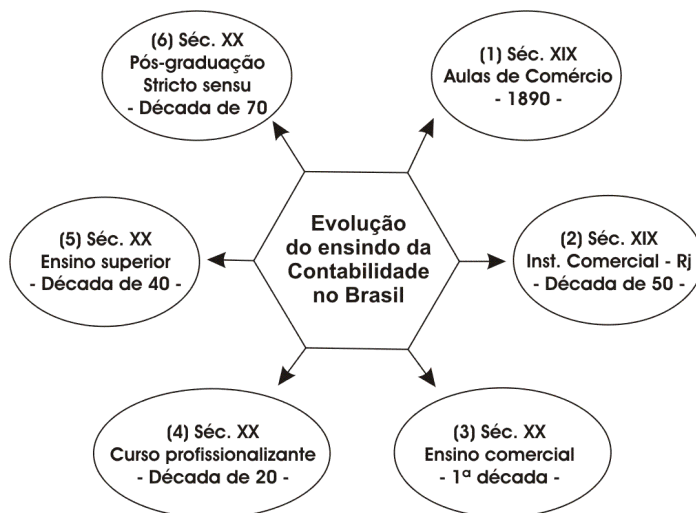 (6) Séc. XX
Pós-graduação
Stricto sensu
- Década de 70
(1) Séc. XIX
Aulas de Comércio
- 1890 -
Evolução
do ensindo da
Contabilidade
no Brasil
(5) Séc. XX
Ensino superior
- Década de 40 -
(2) Séc. XIX
Inst. Comercial - Rj
- Década de 50 -
(4) Séc. XX
Curso profissionalizante
- Década de 20 -
(3) Séc. XX
Ensino comercial
- 1ª década -